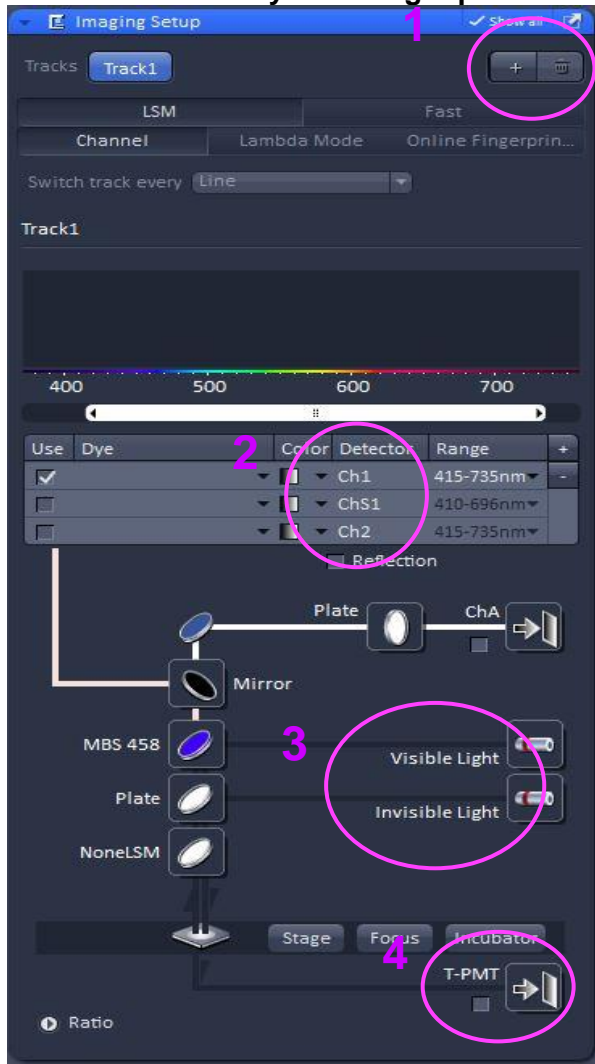 Imaging Setup Show all
1
Tracks Track1 +
LSM Fast
Channel Lambda Mode Online Fingerprin...
Switch track every Line
Track1
400 500 600 700
2
Use Dye Color Detector Range +
Ch1 415-735nm -
ChS1 410-696nm
Ch2 415-735nm
Reflection
Plate ChA
Mirror
MBS 458
3
Visible Light
Plate
Invisible Light
NoneLSM
Stage Focus Incubator
4
T-PMT
Ratio